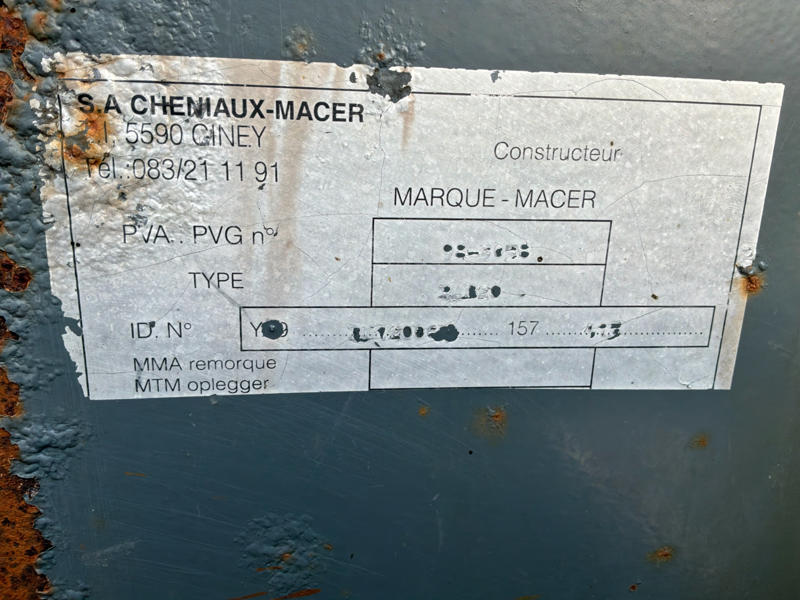 S.A CHENIAUX-MACER
5590 CINEY
Tél.:083/21 11 91
Constructeur
MARQUE - MACER
PVA.. PVG n°
TYPE
ID. N° 157
MMA remorque
MTM oplegger